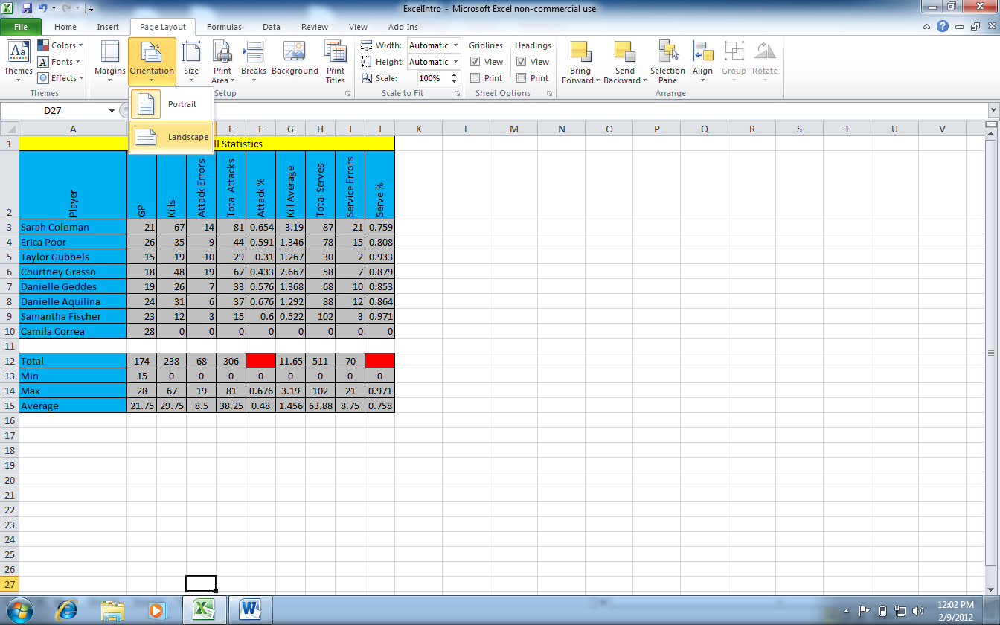 ExcelIntro - Microsoft Excel non-commercial use
File Home Insert Page Layout Formulas Data Review View Add-Ins
Themes
Colors
Fonts
Effects
Themes
Margins
Orientation
Size
Print Area
Breaks
Background
Print Titles
Setup
Width: Automatic
Height: Automatic
Scale: 100%
Scale to Fit
Gridlines Headings
View View
Print Print
Sheet Options
Bring Forward
Send Backward
Selection Pane
Align
Group
Rotate
Arrange
Portrait
Landscape
D27
A E F G H I J K L M N O P Q R S T U V
1 ll Statistics
2 Player GP Kills Attack Errors Total Attacks Attack % Kill Average Total Serves Service Errors Serve %
3 Sarah Coleman 21 67 14 81 0.654 3.19 87 21 0.759
4 Erica Poor 26 35 9 44 0.591 1.346 78 15 0.808
5 Taylor Gubbels 15 19 10 29 0.31 1.267 30 2 0.933
6 Courtney Grasso 18 48 19 67 0.433 2.667 58 7 0.879
7 Danielle Geddes 19 26 7 33 0.576 1.368 68 10 0.853
8 Danielle Aquilina 24 31 6 37 0.676 1.292 88 12 0.864
9 Samantha Fischer 23 12 3 15 0.6 0.522 102 3 0.971
10 Camila Correa 28 0 0 0 0 0 0 0 0
11
12 Total 174 238 68 306 11.65 511 70
13 Min 15 0 0 0 0 0 0 0 0
14 Max 28 67 19 81 0.676 3.19 102 21 0.971
15 Average 21.75 29.75 8.5 38.25 0.48 1.456 63.88 8.75 0.758
16
17
18
19
20
21
22
23
24
25
26
27
12:02 PM
2/9/2012